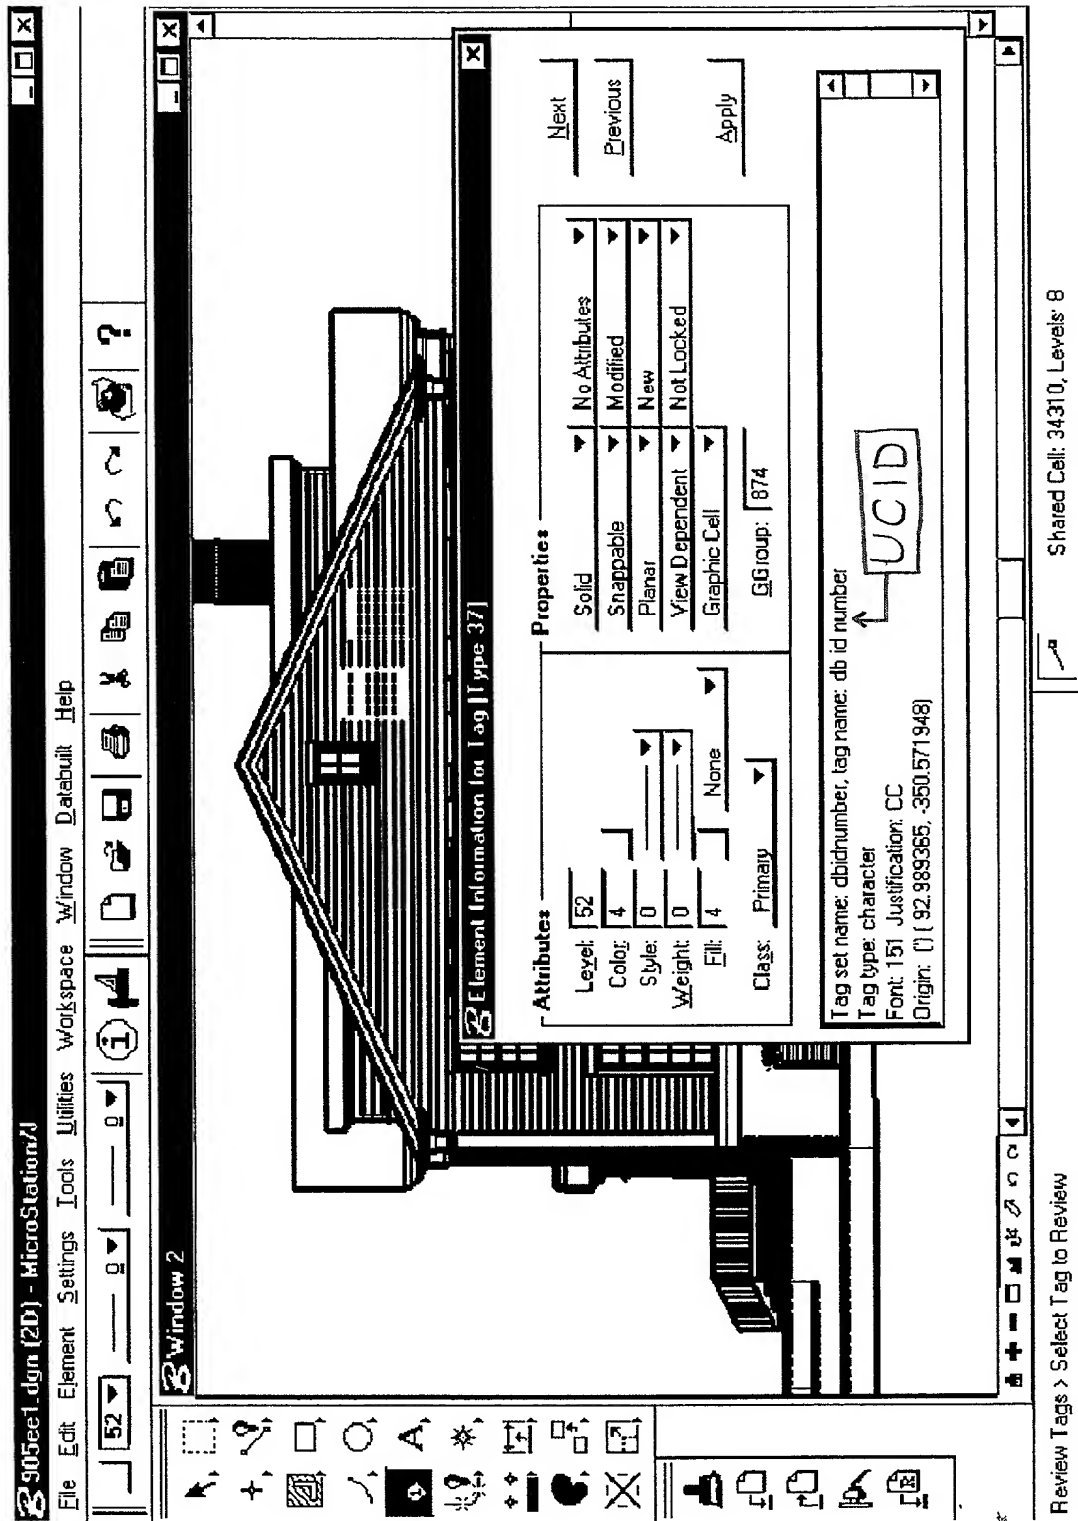 905ee1.dgn (2D) - MicroStation/J
File Edit Element Settings Tools Utilities Workspace Window Databuilt Help
52 0 0
Window 2
Element Information for Tag [Type 37]
Attributes
Level: 52
Color: 4
Style: 0
Weight: 0
Fill: 4 None
Class: Primary
Properties
Solid No Attributes
Snappable Modified
Planar New
View Dependent Not Locked
Graphic Cell
GGroup: 874
Next
Previous
Apply
Tag set name: dbidnumber, tag name: db id number
Tag type: character
Font: 151 Justification: CC
Origin: (') ( 92.989365, -350.571948)
UCID
Review Tags > Select Tag to Review
Shared Cell: 34310, Levels: 8